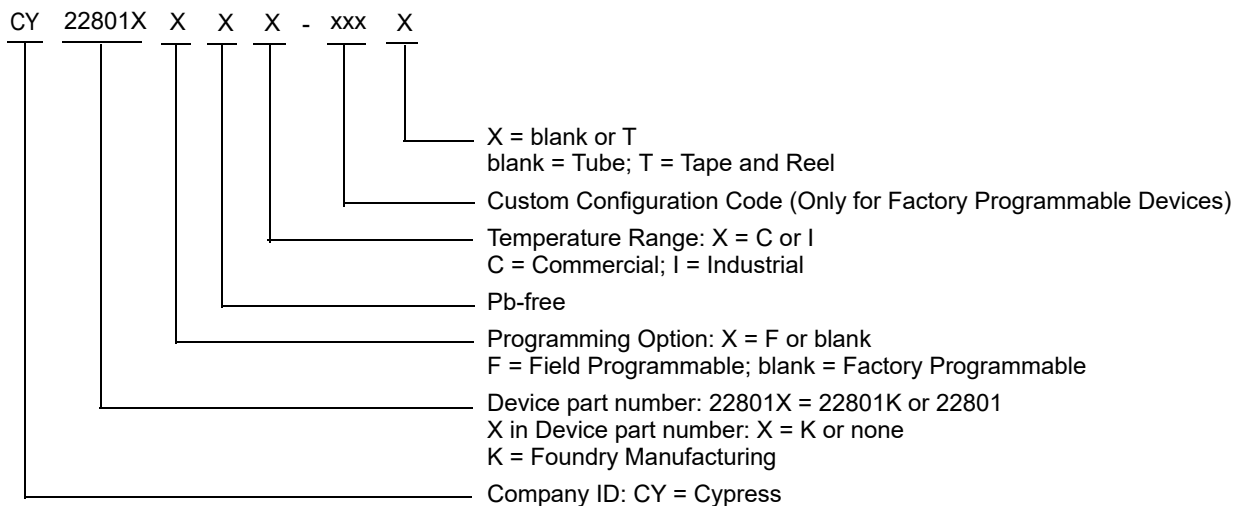 CY 22801X X X X - xxx X
X = blank or T
blank = Tube; T = Tape and Reel
Custom Configuration Code (Only for Factory Programmable Devices)
Temperature Range: X = C or I
C = Commercial; I = Industrial
Pb-free
Programming Option: X = F or blank
F = Field Programmable; blank = Factory Programmable
Device part number: 22801X = 22801K or 22801
X in Device part number: X = K or none
K = Foundry Manufacturing
Company ID: CY = Cypress